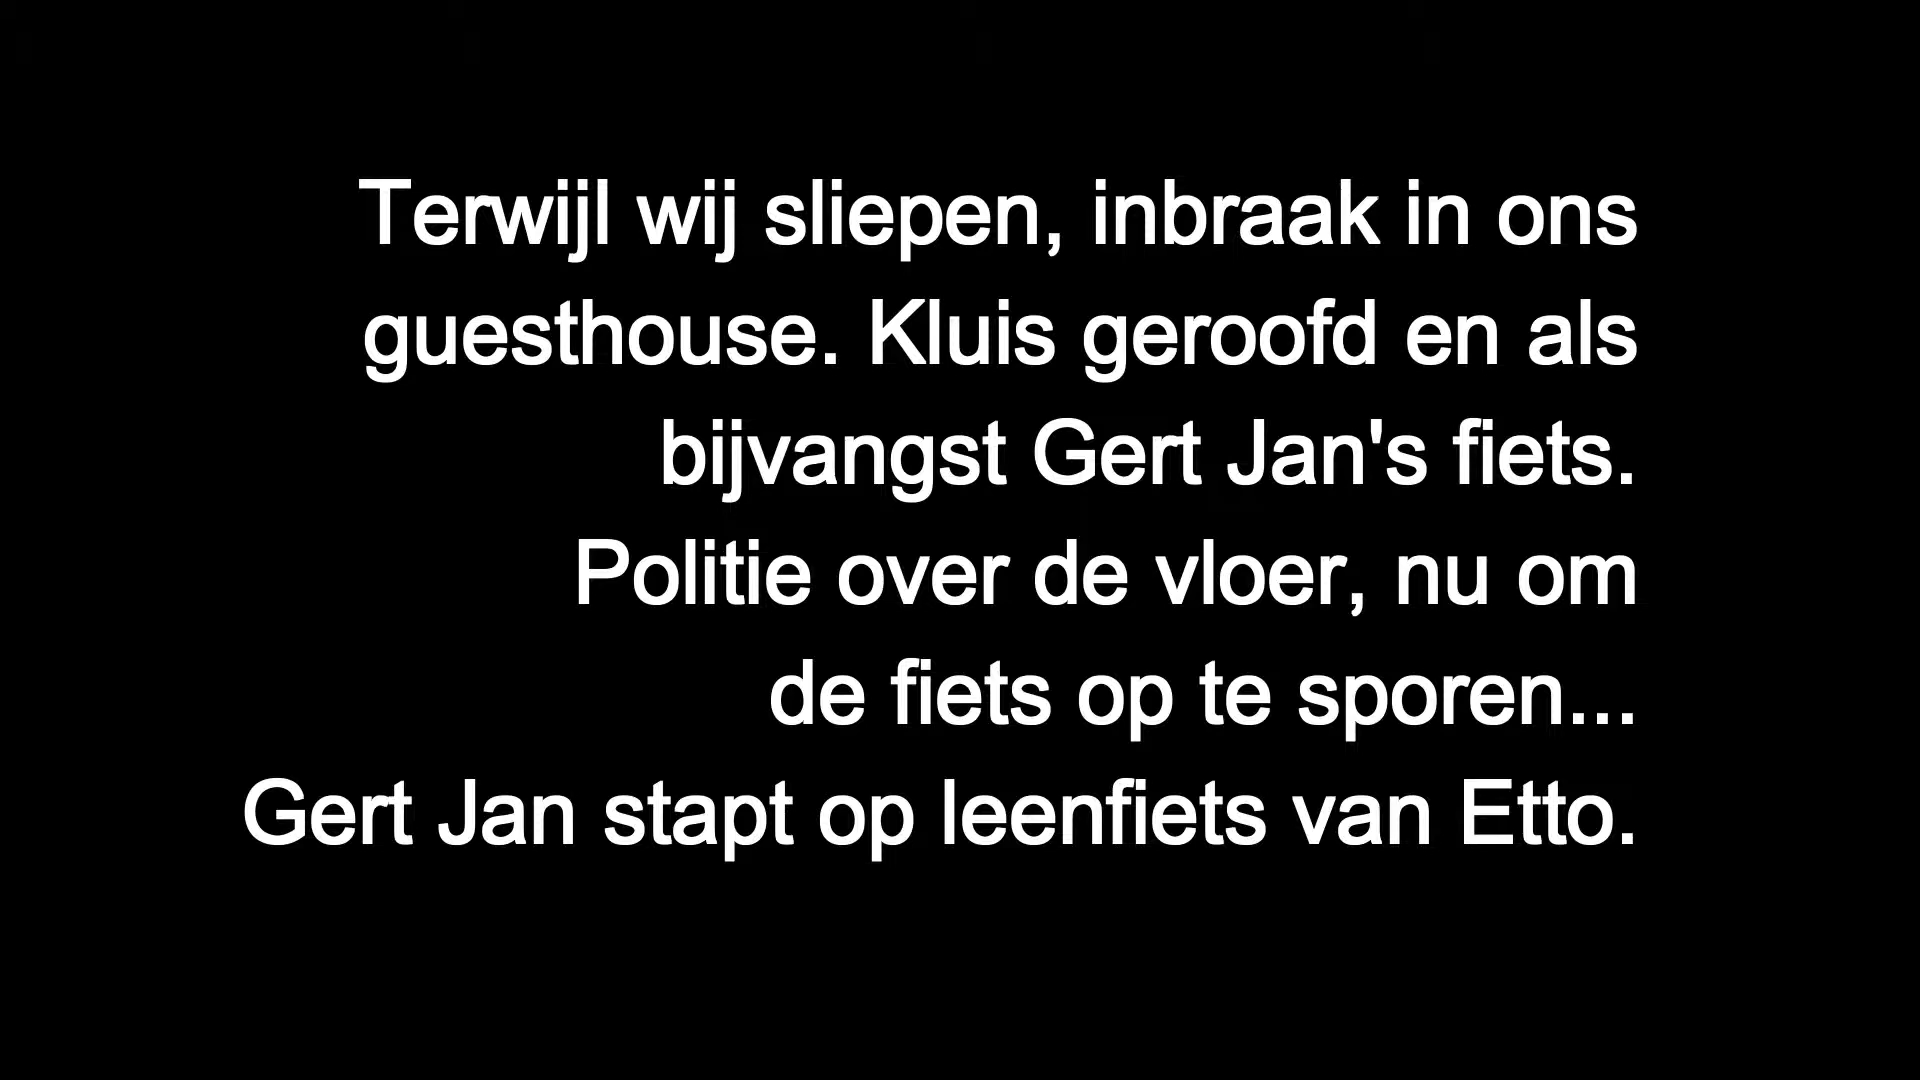 Terwijl wij sliepen, inbraak in ons
guesthouse. Kluis geroofd en als
bijvangst Gert Jan's fiets.
Politie over de vloer, nu om
de fiets op te sporen...
Gert Jan stapt op leenfiets van Etto.